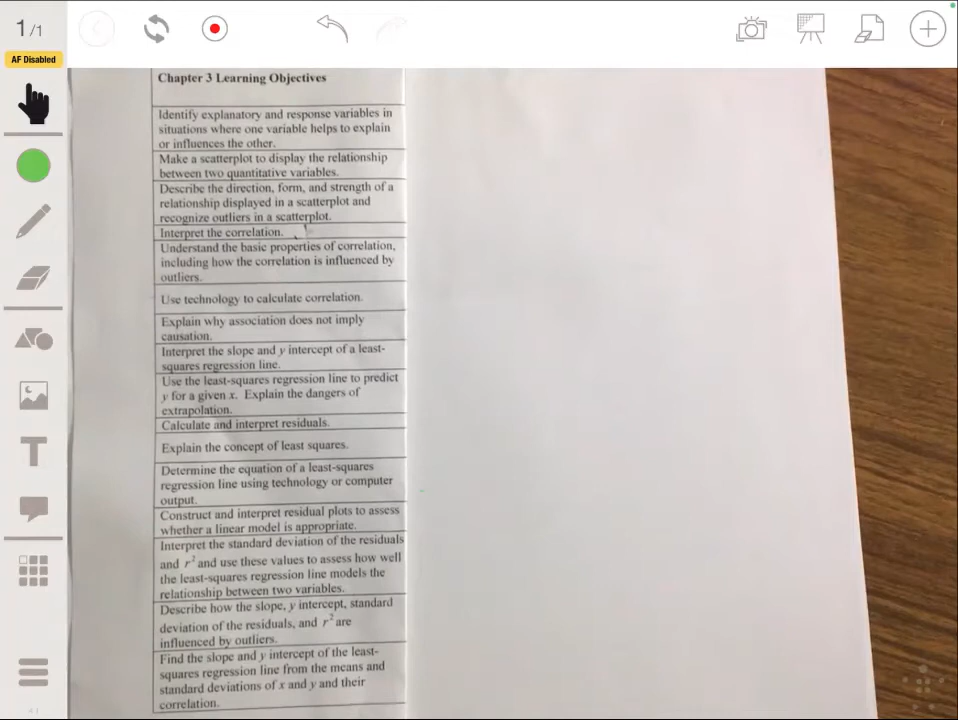 1/1
AF Disabled
T
Chapter 3 Learning Objectives
Identify explanatory and response variables in
situations where one variable helps to explain
or influences the other.
Make a scatterplot to display the relationship
between two quantitative variables.
Describe the direction, form, and strength of a
relationship displayed in a scatterplot and
recognize outliers in a scatterplot.
Interpret the correlation.
Understand the basic properties of correlation,
including how the correlation is influenced by
outliers.
Use technology to calculate correlation.
Explain why association does not imply
causation.
Interpret the slope and y intercept of a least-
squares regression line.
Use the least-squares regression line to predict
y for a given x. Explain the dangers of
extrapolation.
Calculate and interpret residuals.
Explain the concept of least squares.
Determine the equation of a least-squares
regression line using technology or computer
output.
Construct and interpret residual plots to assess
whether a linear model is appropriate.
Interpret the standard deviation of the residuals
and r² and use these values to assess how well
the least-squares regression line models the
relationship between two variables.
Describe how the slope, y intercept, standard
deviation of the residuals, and r² are
influenced by outliers.
Find the slope and y intercept of the least-
squares regression line from the means and
standard deviations of x and y and their
correlation.